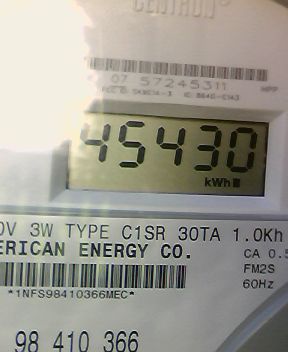 CENTRON
07 57245311
45430
kWh
0V 3W TYPE C1SR 30TA 1.0Kh
ERICAN ENERGY CO.
CA 0.5
*1NFS98410366MEC*
FM2S
60Hz
98 410 366